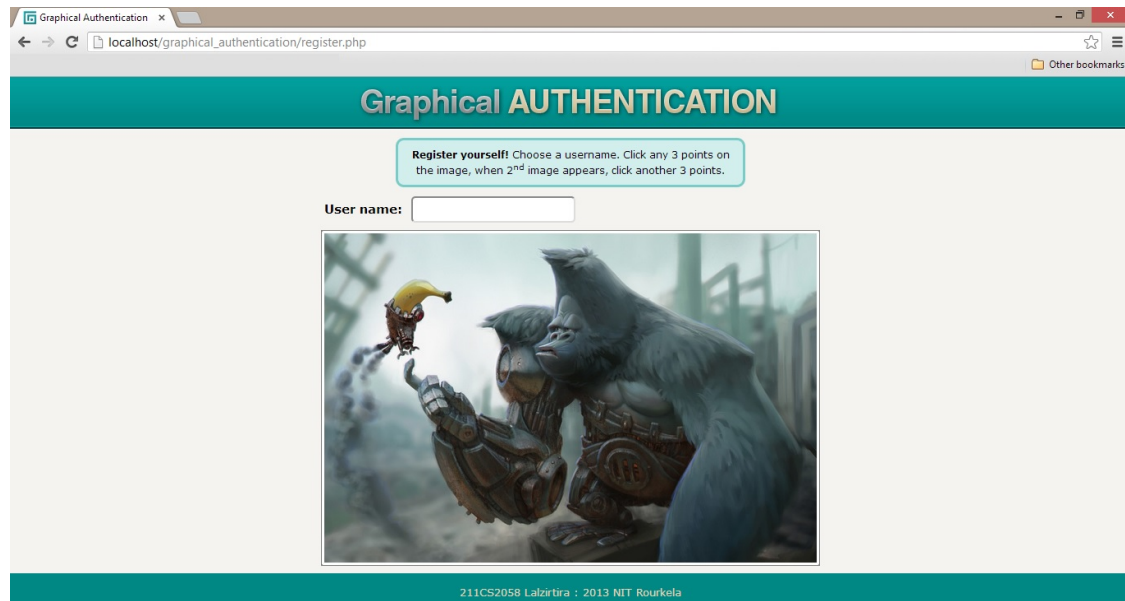 Graphical Authentication
localhost/graphical_authentication/register.php
Other bookmarks
Graphical AUTHENTICATION
Register yourself! Choose a username. Click any 3 points on
the image, when 2nd image appears, click another 3 points.
User name:
211CS2058 Lalzirtira : 2013 NIT Rourkela